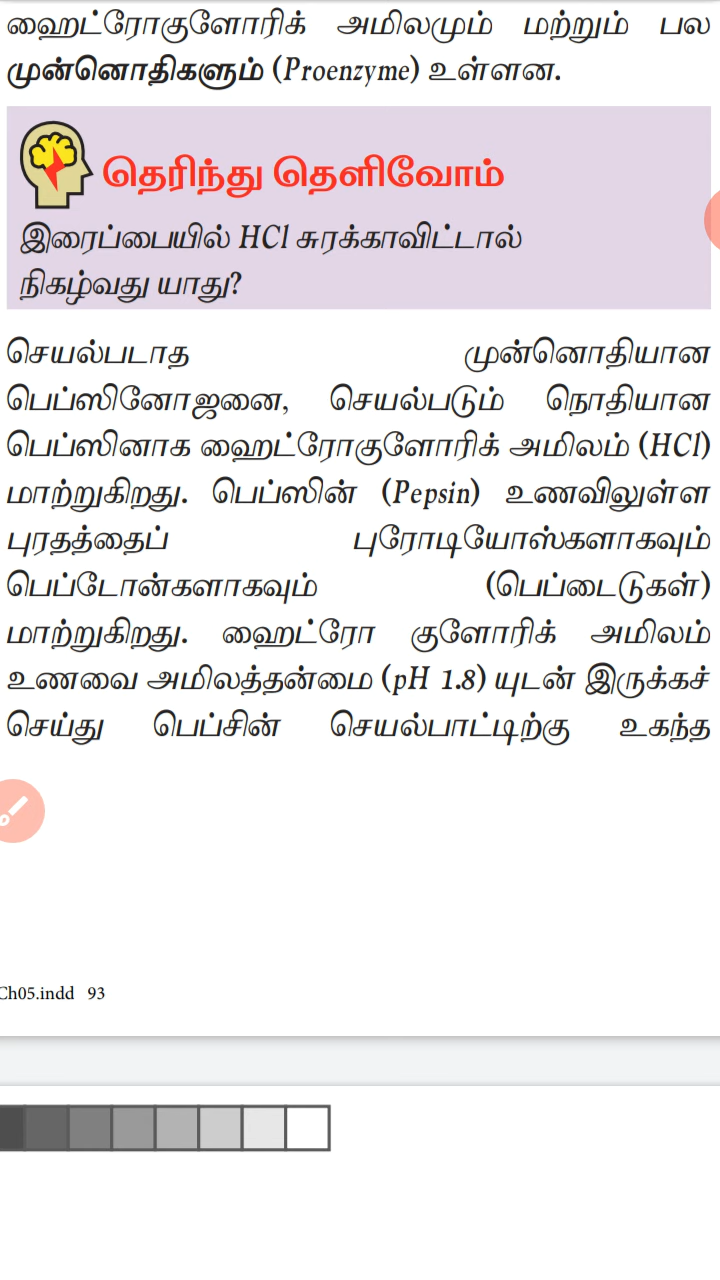 ஹைட்ரோகுளோரிக் அமிலமும் மற்றும் பல
முன்னொதிகளும் (Proenzyme) உள்ளன.
தெரிந்து தெளிவோம்
இரைப்பையில் HCl சுரக்காவிட்டால்
நிகழ்வது யாது?
செயல்படாத முன்னொதியான
பெப்ஸினோஜனை, செயல்படும் நொதியான
பெப்ஸினாக ஹைட்ரோகுளோரிக் அமிலம் (HCl)
மாற்றுகிறது. பெப்ஸின் (Pepsin) உணவிலுள்ள
புரதத்தைப் புரோடியோஸ்களாகவும்
பெப்டோன்களாகவும் (பெப்டைடுகள்)
மாற்றுகிறது. ஹைட்ரோ குளோரிக் அமிலம்
உணவை அமிலத்தன்மை (pH 1.8) யுடன் இருக்கச்
செய்து பெப்சின் செயல்பாட்டிற்கு உகந்த
Ch05.indd 93